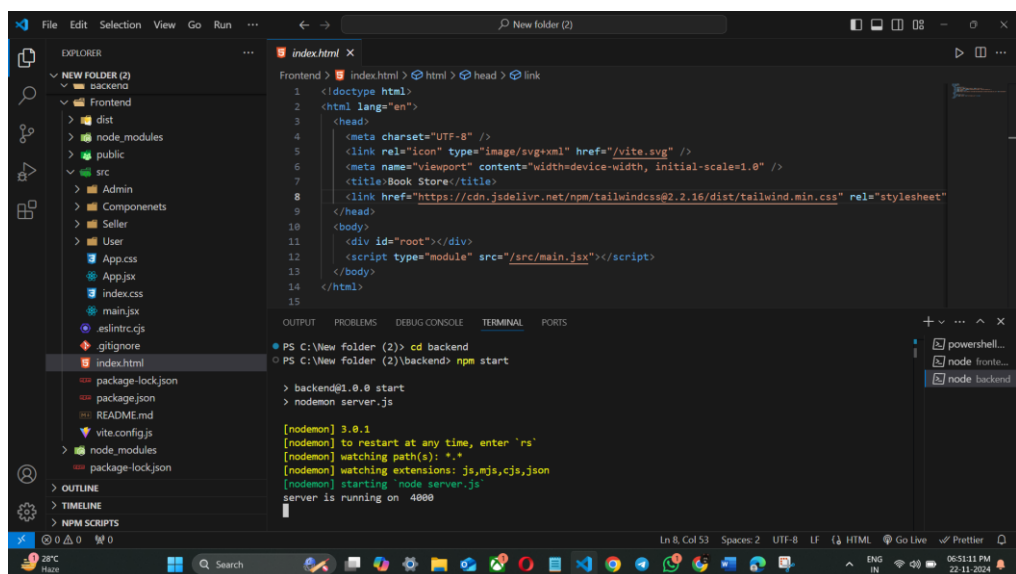 File Edit Selection View Go Run ··· ← → New folder (2)
EXPLORER ···
NEW FOLDER (2)
Backend
Frontend
dist
node_modules
public
src
Admin
Componenets
Seller
User
App.css
App.jsx
index.css
main.jsx
.eslintrc.cjs
.gitignore
index.html
package-lock.json
package.json
README.md
vite.config.js
node_modules
package-lock.json
OUTLINE
TIMELINE
NPM SCRIPTS
index.html
Frontend > index.html > html > head > link
1 <!doctype html>
2 <html lang="en">
3 <head>
4 <meta charset="UTF-8" />
5 <link rel="icon" type="image/svg+xml" href="/vite.svg" />
6 <meta name="viewport" content="width=device-width, initial-scale=1.0" />
7 <title>Book Store</title>
8 <link href="https://cdn.jsdelivr.net/npm/tailwindcss@2.2.16/dist/tailwind.min.css" rel="stylesheet"
9 </head>
10 <body>
11 <div id="root"></div>
12 <script type="module" src="/src/main.jsx"></script>
13 </body>
14 </html>
15
OUTPUT PROBLEMS DEBUG CONSOLE TERMINAL PORTS
PS C:\New folder (2)> cd backend
PS C:\New folder (2)\backend> npm start
> backend@1.0.0 start
> nodemon server.js
[nodemon] 3.0.1
[nodemon] to restart at any time, enter `rs`
[nodemon] watching path(s): *.*
[nodemon] watching extensions: js,mjs,cjs,json
[nodemon] starting `node server.js`
server is running on 4000
powershell...
node fronte...
node backend
0 0 0 Ln 8, Col 53 Spaces: 2 UTF-8 LF HTML Go Live Prettier
28°C
Haze
Search
ENG
IN
06:51:11 PM
22-11-2024